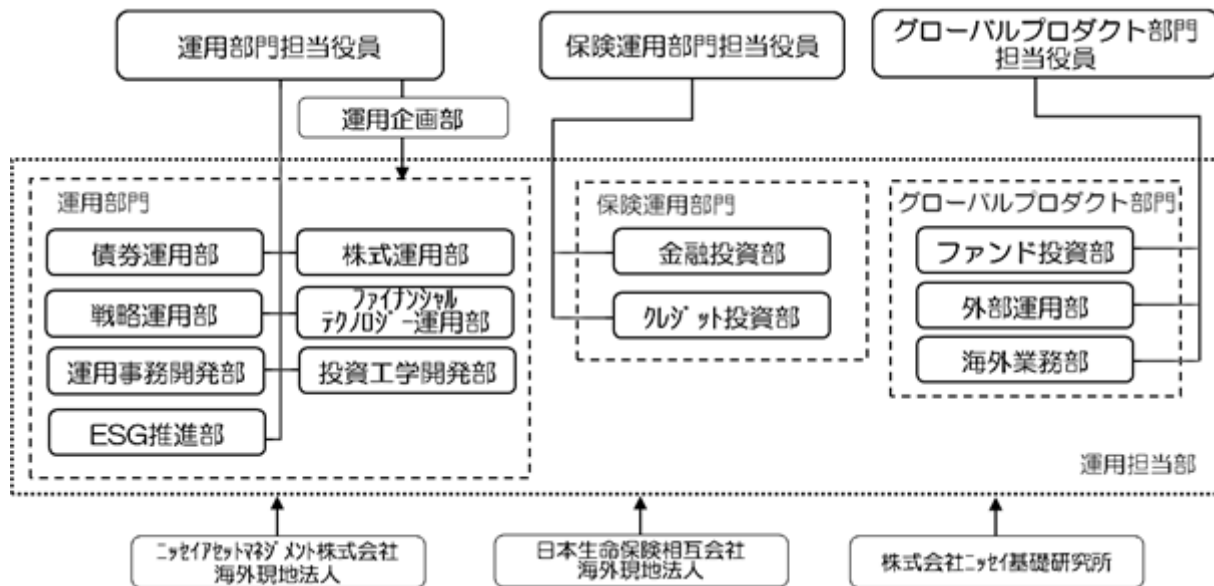 運用部門担当役員
保険運用部門担当役員
グローバルプロダクト部門
担当役員
運用企画部
運用部門
債券運用部
株式運用部
戦略運用部
ファイナンシャル
テクノロジー運用部
運用事務開発部
投資工学開発部
ESG推進部
保険運用部門
金融投資部
クレジット投資部
グローバルプロダクト部門
ファンド投資部
外部運用部
海外業務部
運用担当部
ニッセイアセットマネジメント株式会社
海外現地法人
日本生命保険相互会社
海外現地法人
株式会社ニッセイ基礎研究所